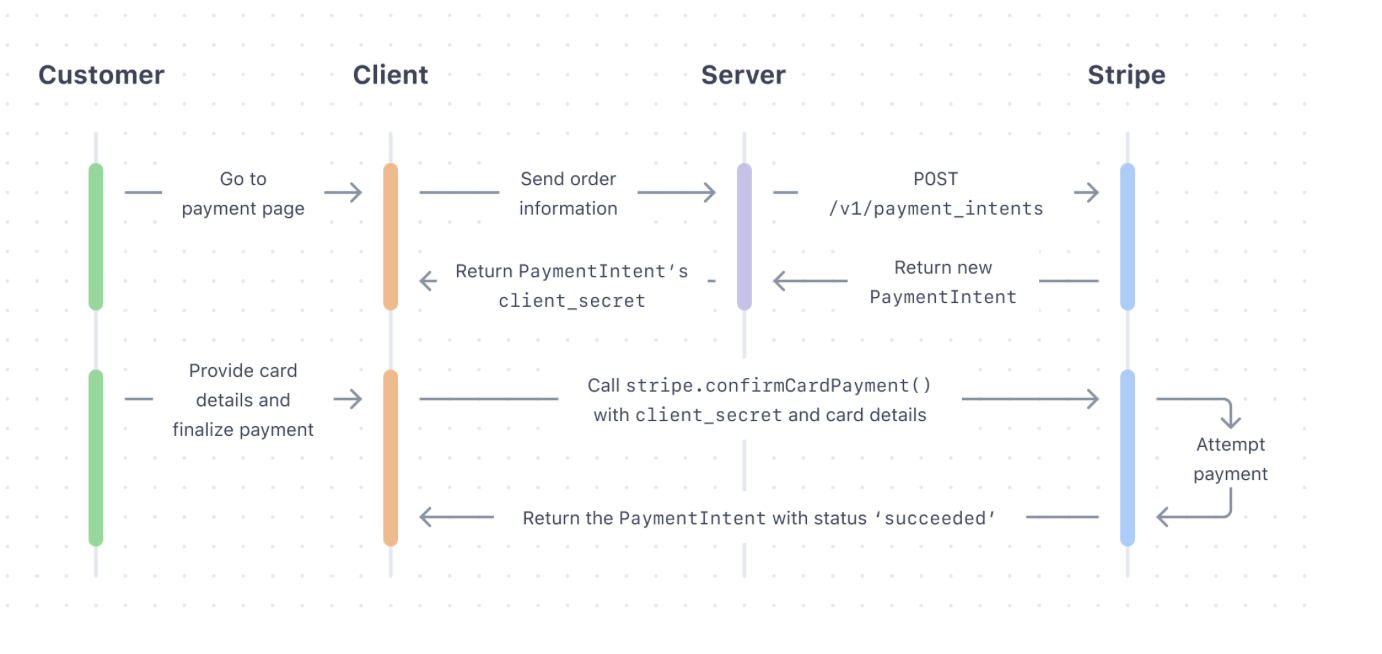 Customer
Client
Server
Stripe
Go to
payment page
Send order
information
POST
/v1/payment_intents
Return PaymentIntent‘s
client_secret
Return new
PaymentIntent
Provide card
details and
finalize payment
Call stripe.confirmCardPayment()
with client_secret and card details
Attempt
payment
Return the PaymentIntent with status ‘succeeded’